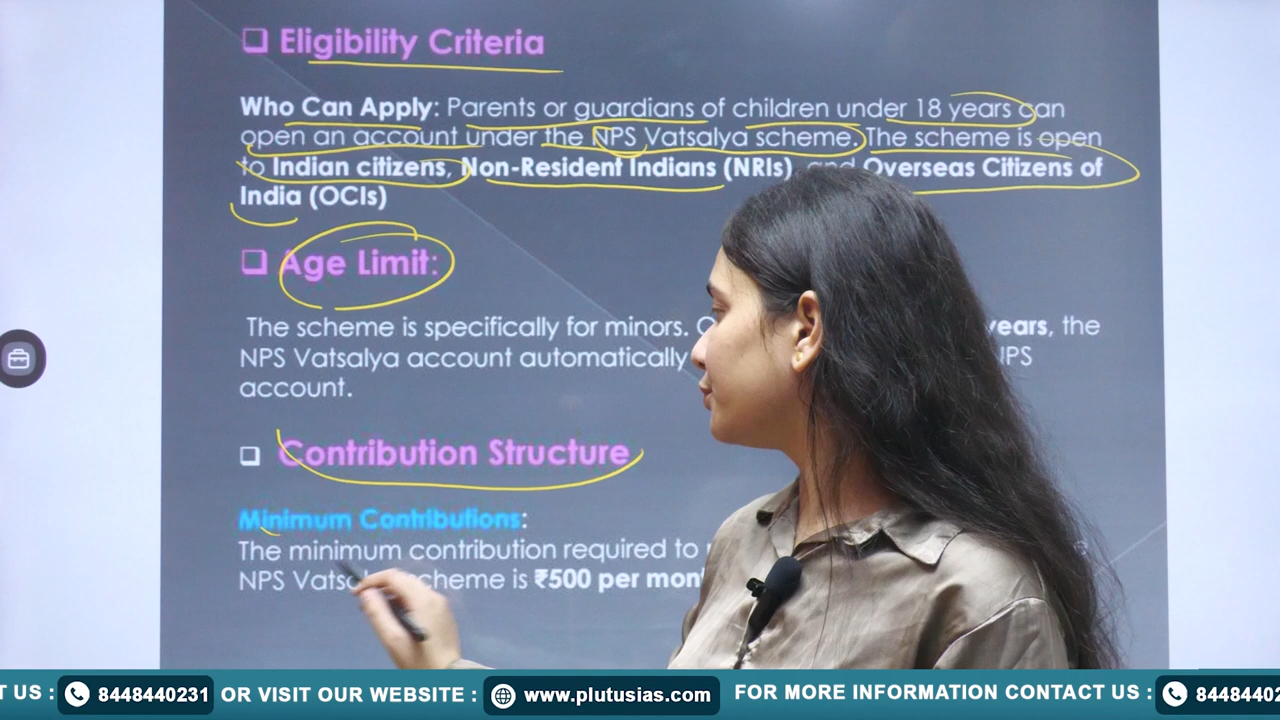 Eligibility Criteria
Who Can Apply: Parents or guardians of children under 18 years can
open an account under the NPS Vatsalya scheme. The scheme is open
to Indian citizens, Non-Resident Indians (NRIs), and Overseas Citizens of
India (OCIs)
Age Limit:
The scheme is specifically for minors. years, the
NPS Vatsalya account automatically NPS
account.
Contribution Structure
Minimum Contributions:
The minimum contribution required to
NPS scheme is ₹500 per
T US : 8448440231 OR VISIT OUR WEBSITE : www.plutusias.com FOR MORE INFORMATION CONTACT US : 84484402